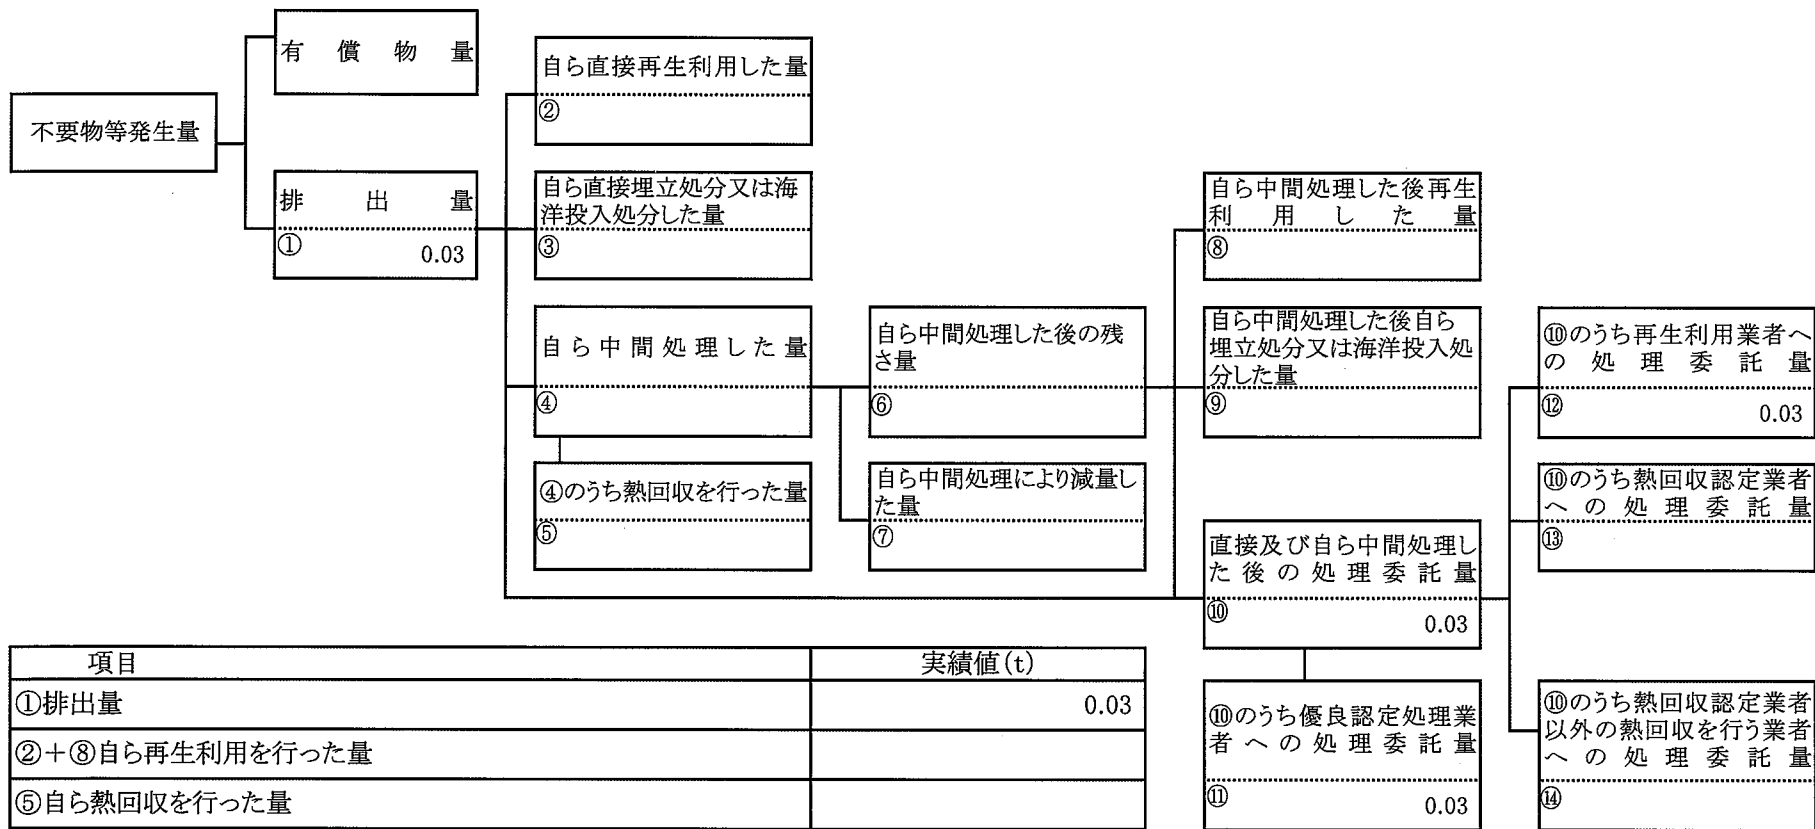 有償物量
不要物等発生量
排出量
①
0.03
自ら直接再生利用した量
②
自ら直接埋立処分又は海
洋投入処分した量
③
自ら中間処理した量
④
④のうち熱回収を行った量
⑤
自ら中間処理した後の残
さ量
⑥
自ら中間処理により減量し
た量
⑦
自ら中間処理した後再生
利用した量
⑧
自ら中間処理した後自ら
埋立処分又は海洋投入処
分した量
⑨
直接及び自ら中間処理し
た後の処理委託量
⑩
0.03
⑩のうち優良認定処理業
者への処理委託量
⑪
0.03
⑩のうち再生利用業者へ
の処理委託量
⑫
0.03
⑩のうち熱回収認定業者
への処理委託量
⑬
⑩のうち熱回収認定業者
以外の熱回収を行う業者
への処理委託量
⑭
項目 実績値(t)
①排出量 0.03
②+⑧自ら再生利用を行った量
⑤自ら熱回収を行った量